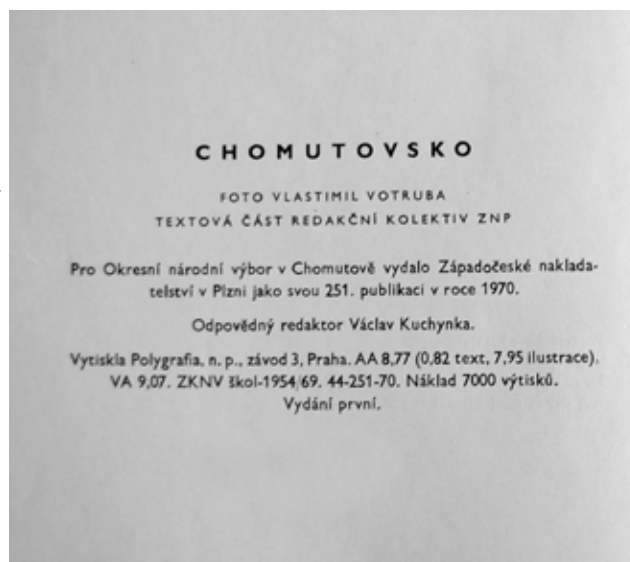 CHOMUTOVSKO
FOTO VLASTIMIL VOTRUBA
TEXTOVÁ ČÁST REDAKČNÍ KOLEKTIV ZNP
Pro Okresní národní výbor v Chomutově vydalo Západočeské naklada-
telství v Plzni jako svou 251. publikaci v roce 1970.
Odpovědný redaktor Václav Kuchynka.
Vytiskla Polygrafia, n. p., závod 3, Praha. AA 8,77 (0,82 text, 7,95 ilustrace).
VA 9,07. ZKNV škol-1954/69. 44-251-70. Náklad 7000 výtisků.
Vydání první.